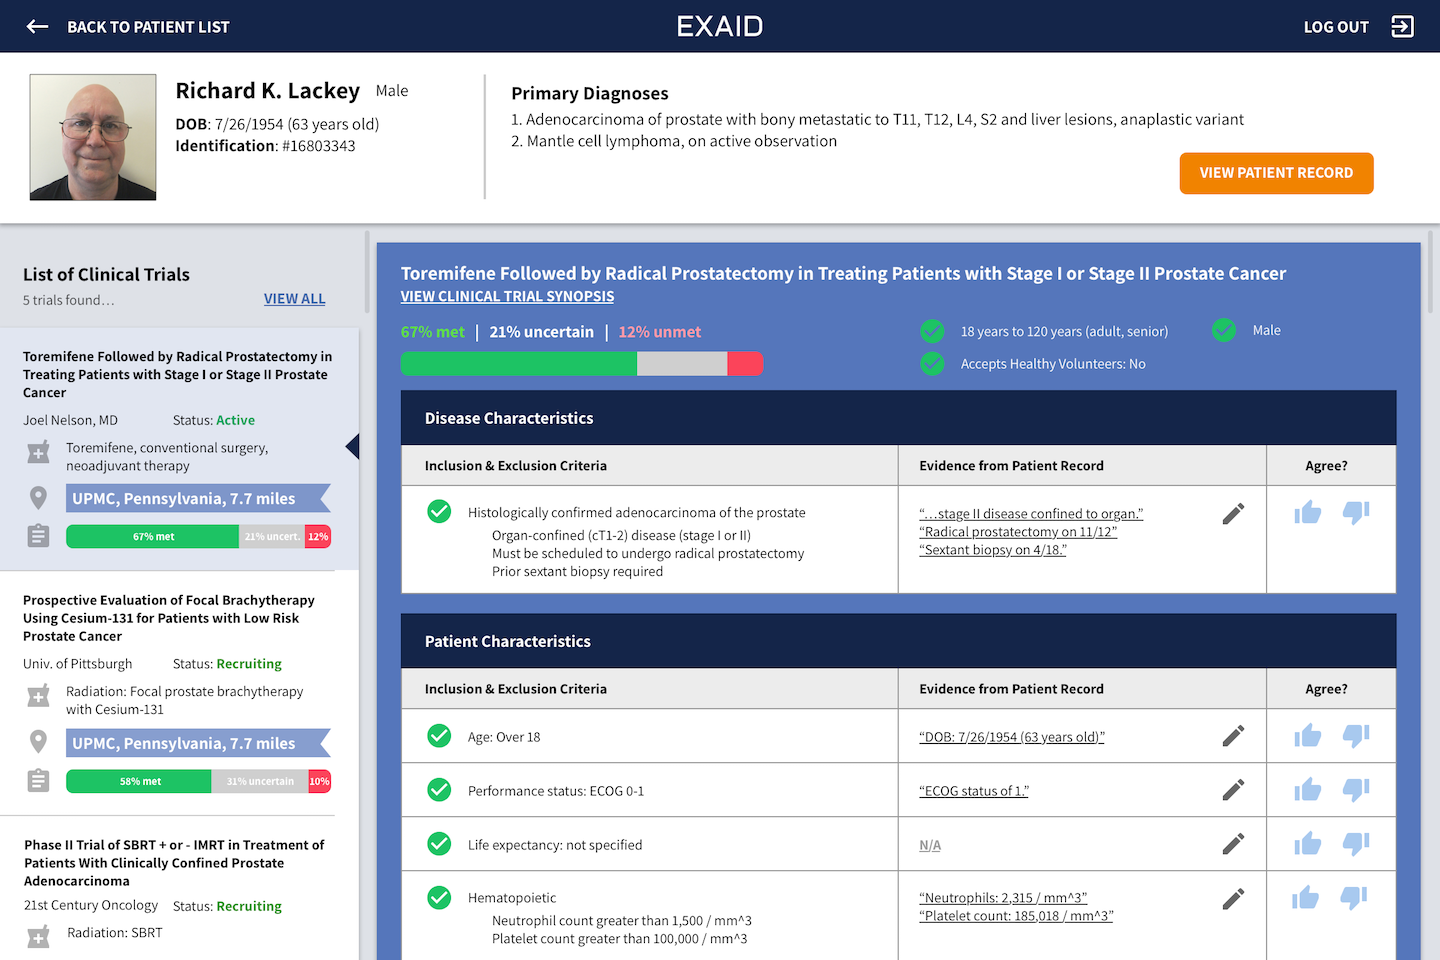 BACK TO PATIENT LIST
EXAID
LOG OUT
Richard K. Lackey Male
DOB: 7/26/1954 (63 years old)
Identification: #16803343
Primary Diagnoses
1. Adenocarcinoma of prostate with bony metastatic to T11, T12, L4, S2 and liver lesions, anaplastic variant
2. Mantle cell lymphoma, on active observation
VIEW PATIENT RECORD
List of Clinical Trials
5 trials found...
VIEW ALL
Toremifene Followed by Radical Prostatectomy in
Treating Patients with Stage I or Stage II Prostate
Cancer
Joel Nelson, MD Status: Active
Toremifene, conventional surgery,
neoadjuvant therapy
UPMC, Pennsylvania, 7.7 miles
67% met 21% uncert. 12%
Prospective Evaluation of Focal Brachytherapy
Using Cesium-131 for Patients with Low Risk
Prostate Cancer
Univ. of Pittsburgh Status: Recruiting
Radiation: Focal prostate brachytherapy
with Cesium-131
UPMC, Pennsylvania, 7.7 miles
58% met 31% uncertain 10%
Phase II Trial of SBRT + or - IMRT in Treatment of
Patients With Clinically Confined Prostate
Adenocarcinoma
21st Century Oncology Status: Recruiting
Radiation: SBRT
Toremifene Followed by Radical Prostatectomy in Treating Patients with Stage I or Stage II Prostate Cancer
VIEW CLINICAL TRIAL SYNOPSIS
67% met | 21% uncertain | 12% unmet
18 years to 120 years (adult, senior) Male
Accepts Healthy Volunteers: No
Disease Characteristics
Inclusion & Exclusion Criteria Evidence from Patient Record Agree?
Histologically confirmed adenocarcinoma of the prostate
Organ-confined (cT1-2) disease (stage I or II)
Must be scheduled to undergo radical prostatectomy
Prior sextant biopsy required
“...stage II disease confined to organ.”
“Radical prostatectomy on 11/12”
“Sextant biopsy on 4/18.”
Patient Characteristics
Inclusion & Exclusion Criteria Evidence from Patient Record Agree?
Age: Over 18 “DOB: 7/26/1954 (63 years old)”
Performance status: ECOG 0-1 “ECOG status of 1.”
Life expectancy: not specified N/A
Hematopoietic
Neutrophil count greater than 1,500 / mm^3
Platelet count greater than 100,000 / mm^3
“Neutrophils: 2,315 / mm^3”
“Platelet count: 185,018 / mm^3”